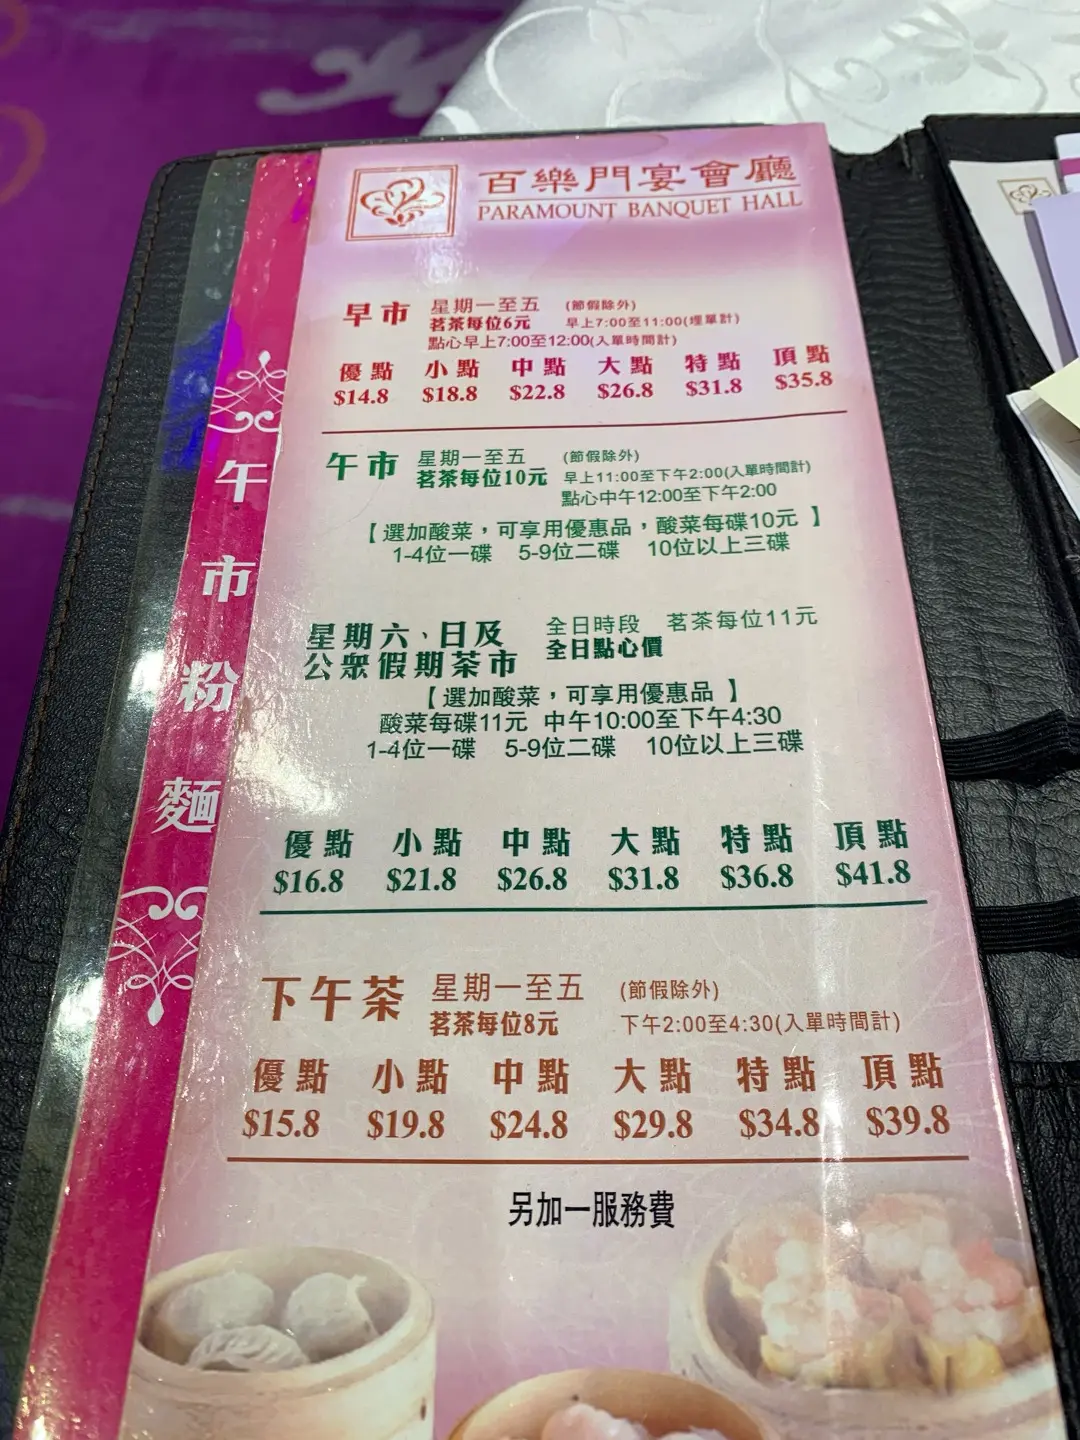 百樂門宴會廳
PARAMOUNT BANQUET HALL
早市 星期一至五 (節假除外)
茗茶每位6元 早上7:00至11:00(埋單計)
點心早上7:00至12:00(入單時間計)
優點 小點 中點 大點 特點 頂點
$14.8 $18.8 $22.8 $26.8 $31.8 $35.8
午市 星期一至五 (節假除外)
茗茶每位10元 早上11:00至下午2:00(入單時間計)
點心中午12:00至下午2:00
【選加酸菜，可享用優惠品，酸菜每碟10元】
1-4位一碟 5-9位二碟 10位以上三碟
星期六、日及 全日時段 茗茶每位11元
公眾假期茶市 全日點心價
【選加酸菜，可享用優惠品】
酸菜每碟11元 中午10:00至下午4:30
1-4位一碟 5-9位二碟 10位以上三碟
優點 小點 中點 大點 特點 頂點
$16.8 $21.8 $26.8 $31.8 $36.8 $41.8
下午茶 星期一至五 (節假除外)
茗茶每位8元 下午2:00至4:30(入單時間計)
優點 小點 中點 大點 特點 頂點
$15.8 $19.8 $24.8 $29.8 $34.8 $39.8
另加一服務費
午市粉麵